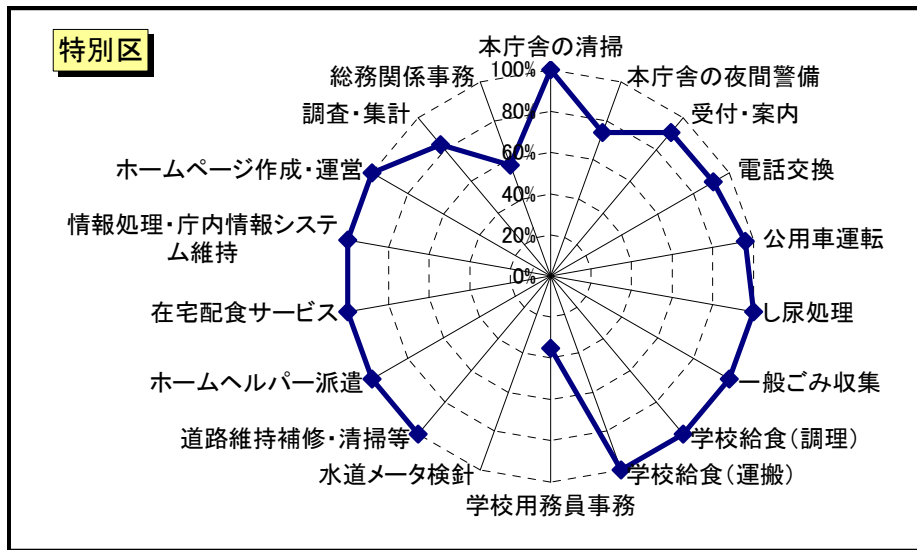 特別区
本庁舎の清掃
本庁舎の夜間警備
受付・案内
電話交換
公用車運転
し尿処理
一般ごみ収集
学校給食(調理)
学校給食(運搬)
学校用務員事務
水道メータ検針
道路維持補修・清掃等
ホームヘルパー派遣
在宅配食サービス
情報処理・庁内情報システ
ム維持
ホームページ作成・運営
調査・集計
総務関係事務
100%
80%
60%
40%
20%
0%